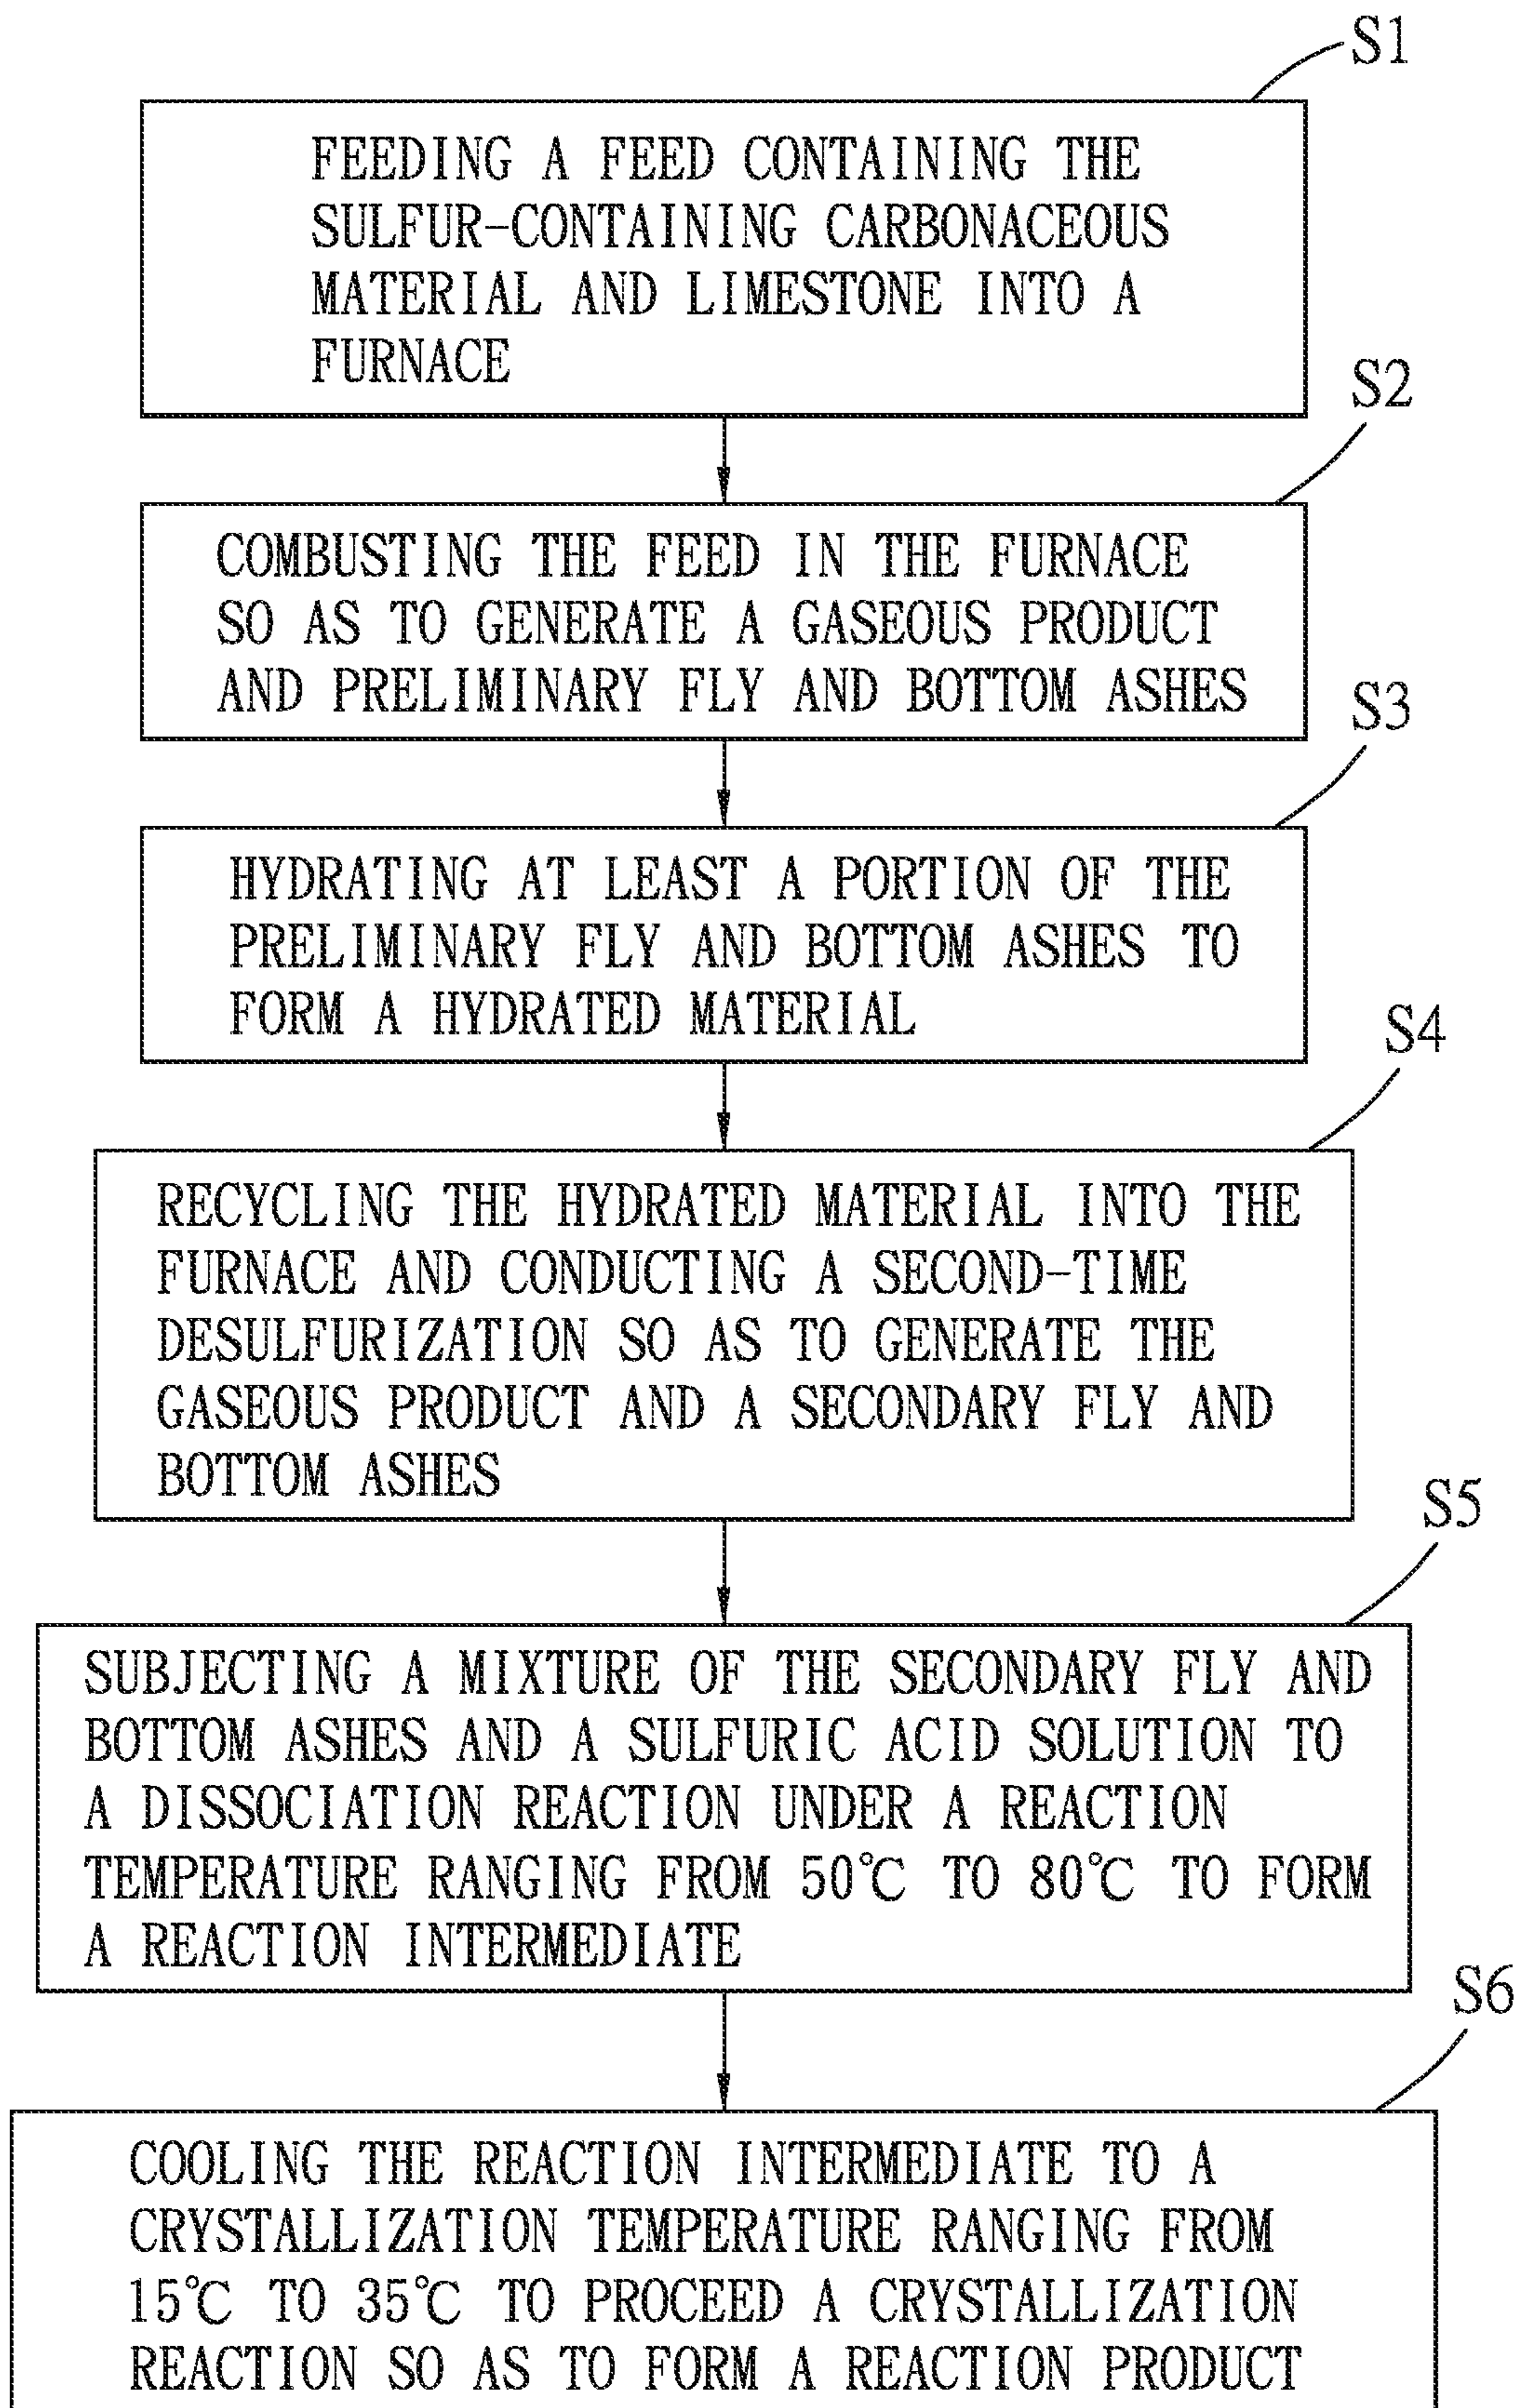 S1
FEEDING A FEED CONTAINING THE
SULFUR-CONTAINING CARBONACEOUS
MATERIAL AND LIMESTONE INTO A
FURNACE
S2
COMBUSTING THE FEED IN THE FURNACE
SO AS TO GENERATE A GASEOUS PRODUCT
AND PRELIMINARY FLY AND BOTTOM ASHES
S3
HYDRATING AT LEAST A PORTION OF THE
PRELIMINARY FLY AND BOTTOM ASHES TO
FORM A HYDRATED MATERIAL
S4
RECYCLING THE HYDRATED MATERIAL INTO THE
FURNACE AND CONDUCTING A SECOND-TIME
DESULFURIZATION SO AS TO GENERATE THE
GASEOUS PRODUCT AND A SECONDARY FLY AND
BOTTOM ASHES
S5
SUBJECTING A MIXTURE OF THE SECONDARY FLY AND
BOTTOM ASHES AND A SULFURIC ACID SOLUTION TO
A DISSOCIATION REACTION UNDER A REACTION
TEMPERATURE RANGING FROM 50℃ TO 80℃ TO FORM
A REACTION INTERMEDIATE
S6
COOLING THE REACTION INTERMEDIATE TO A
CRYSTALLIZATION TEMPERATURE RANGING FROM
15℃ TO 35℃ TO PROCEED A CRYSTALLIZATION
REACTION SO AS TO FORM A REACTION PRODUCT